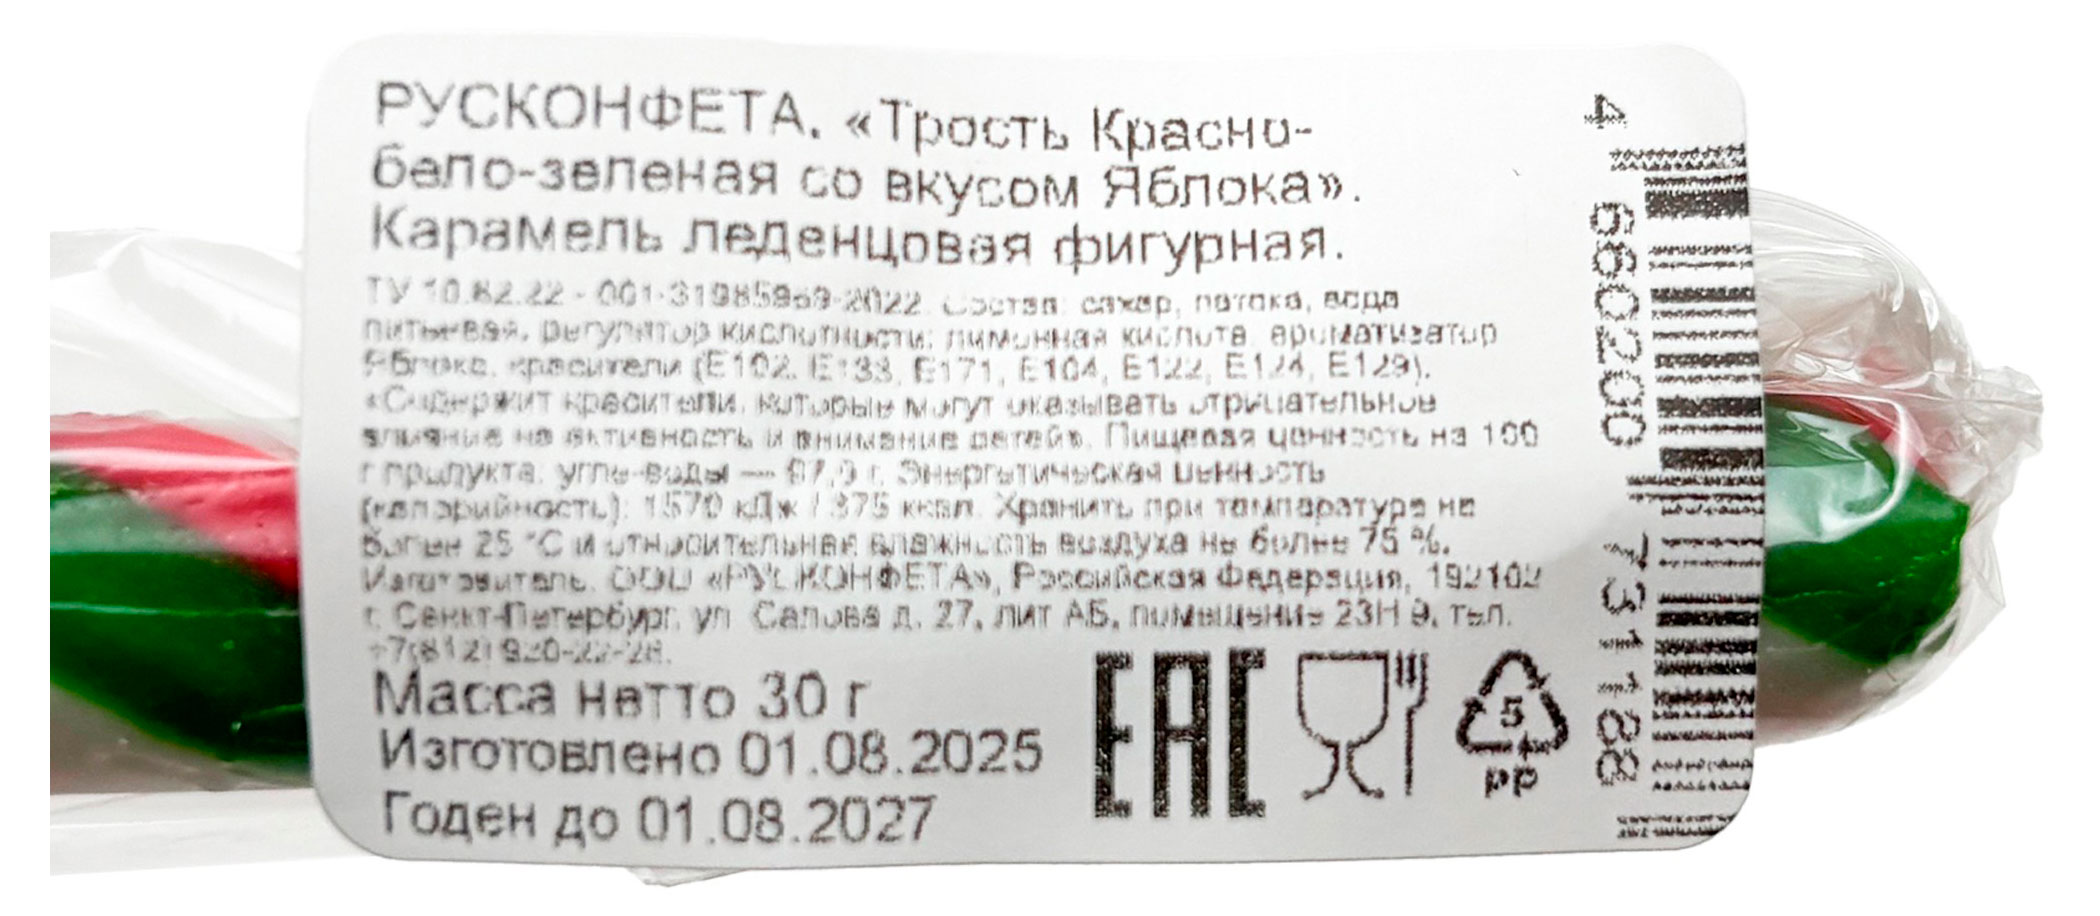 РУСКОНФЕТА. «Трость Красно-
бело-зеленая со вкусом Яблока».
Карамель леденцовая фигурная.
ТУ 10.82.22 - 001-31985969-2022. Состав: сахар, патока, вода
питьевая, регулятор кислотности: лимонная кислота, ароматизатор
Яблоко, красители (Е102, Е133, Е171, Е104, Е122, Е124, Е129).
«Содержит красители, которые могут оказывать отрицательное
влияние на активность и внимание детей». Пищевая ценность на 100
г продукта: угле-воды — 97,9 г. Энергетическая ценность
(калорийность): 1570 кДж / 375 ккал. Хранить при температуре не
более 25 °С и относительная влажность воздуха не более 75 %.
Изготовитель: ООО «РУСКОНФЕТА», Российская Федерация, 192102
г. Санкт-Петербург, ул. Салова д. 27, лит АБ, помещение 23Н 9, тел.
+7(812) 920-22-28.
Масса нетто 30 г
Изготовлено 01.08.2025
Годен до 01.08.2027
ЕАС
5
PP
4 660200 731188